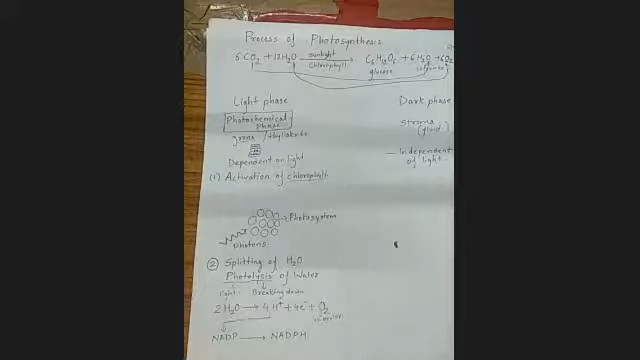 Process of Photosynthesis
6CO2 + 12H2O sunlight → Chlorophyll C6H12O6 + 6H2O + 6O2
glucose
Light phase
Dark phase
Photochemical Phase
Stroma (fluid)
grana / thylakoids
Dependent on light
– Independent of light
(1) Activation of chlorophyll
→ Photosystem
Photons
② Splitting of H2O
Photolysis of Water
light Breaking down
2H2O → 4H+ + 4e- + O2
NADP → NADPH